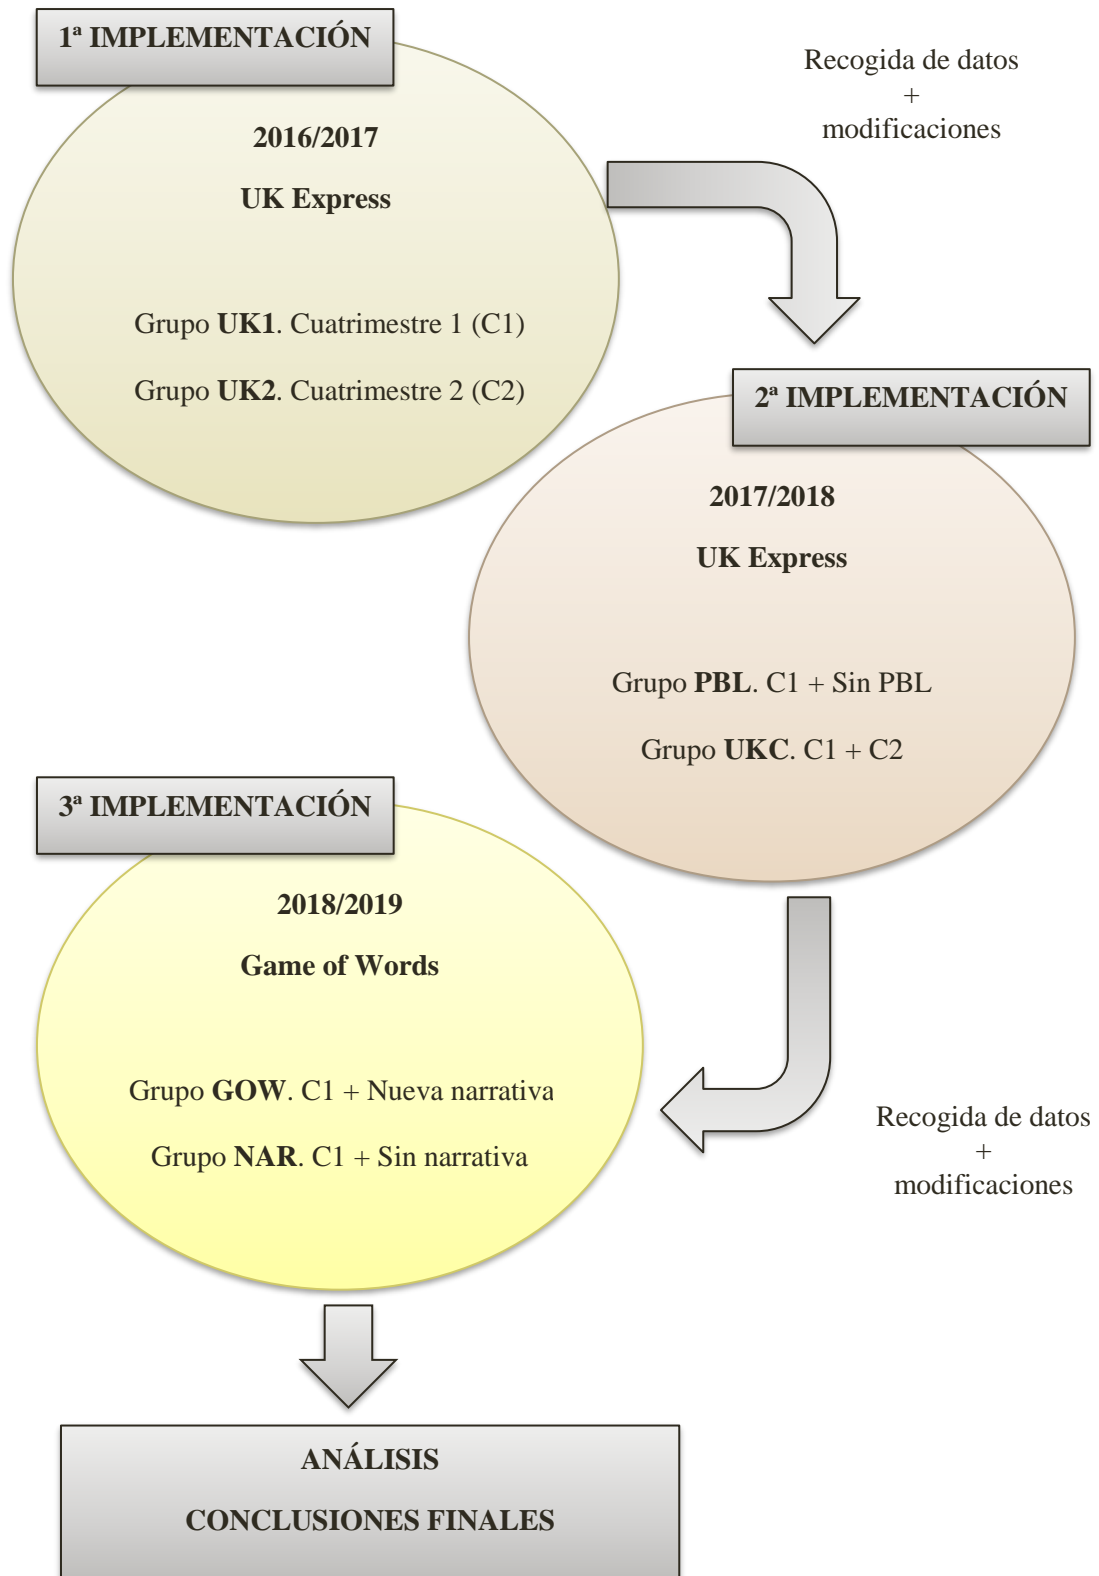 1ª IMPLEMENTACIÓN
Recogida de datos
+
modificaciones
2016/2017
UK Express
Grupo UK1. Cuatrimestre 1 (C1)
Grupo UK2. Cuatrimestre 2 (C2)
2ª IMPLEMENTACIÓN
2017/2018
UK Express
Grupo PBL. C1 + Sin PBL
Grupo UKC. C1 + C2
3ª IMPLEMENTACIÓN
2018/2019
Game of Words
Grupo GOW. C1 + Nueva narrativa
Grupo NAR. C1 + Sin narrativa
Recogida de datos
+
modificaciones
ANÁLISIS
CONCLUSIONES FINALES